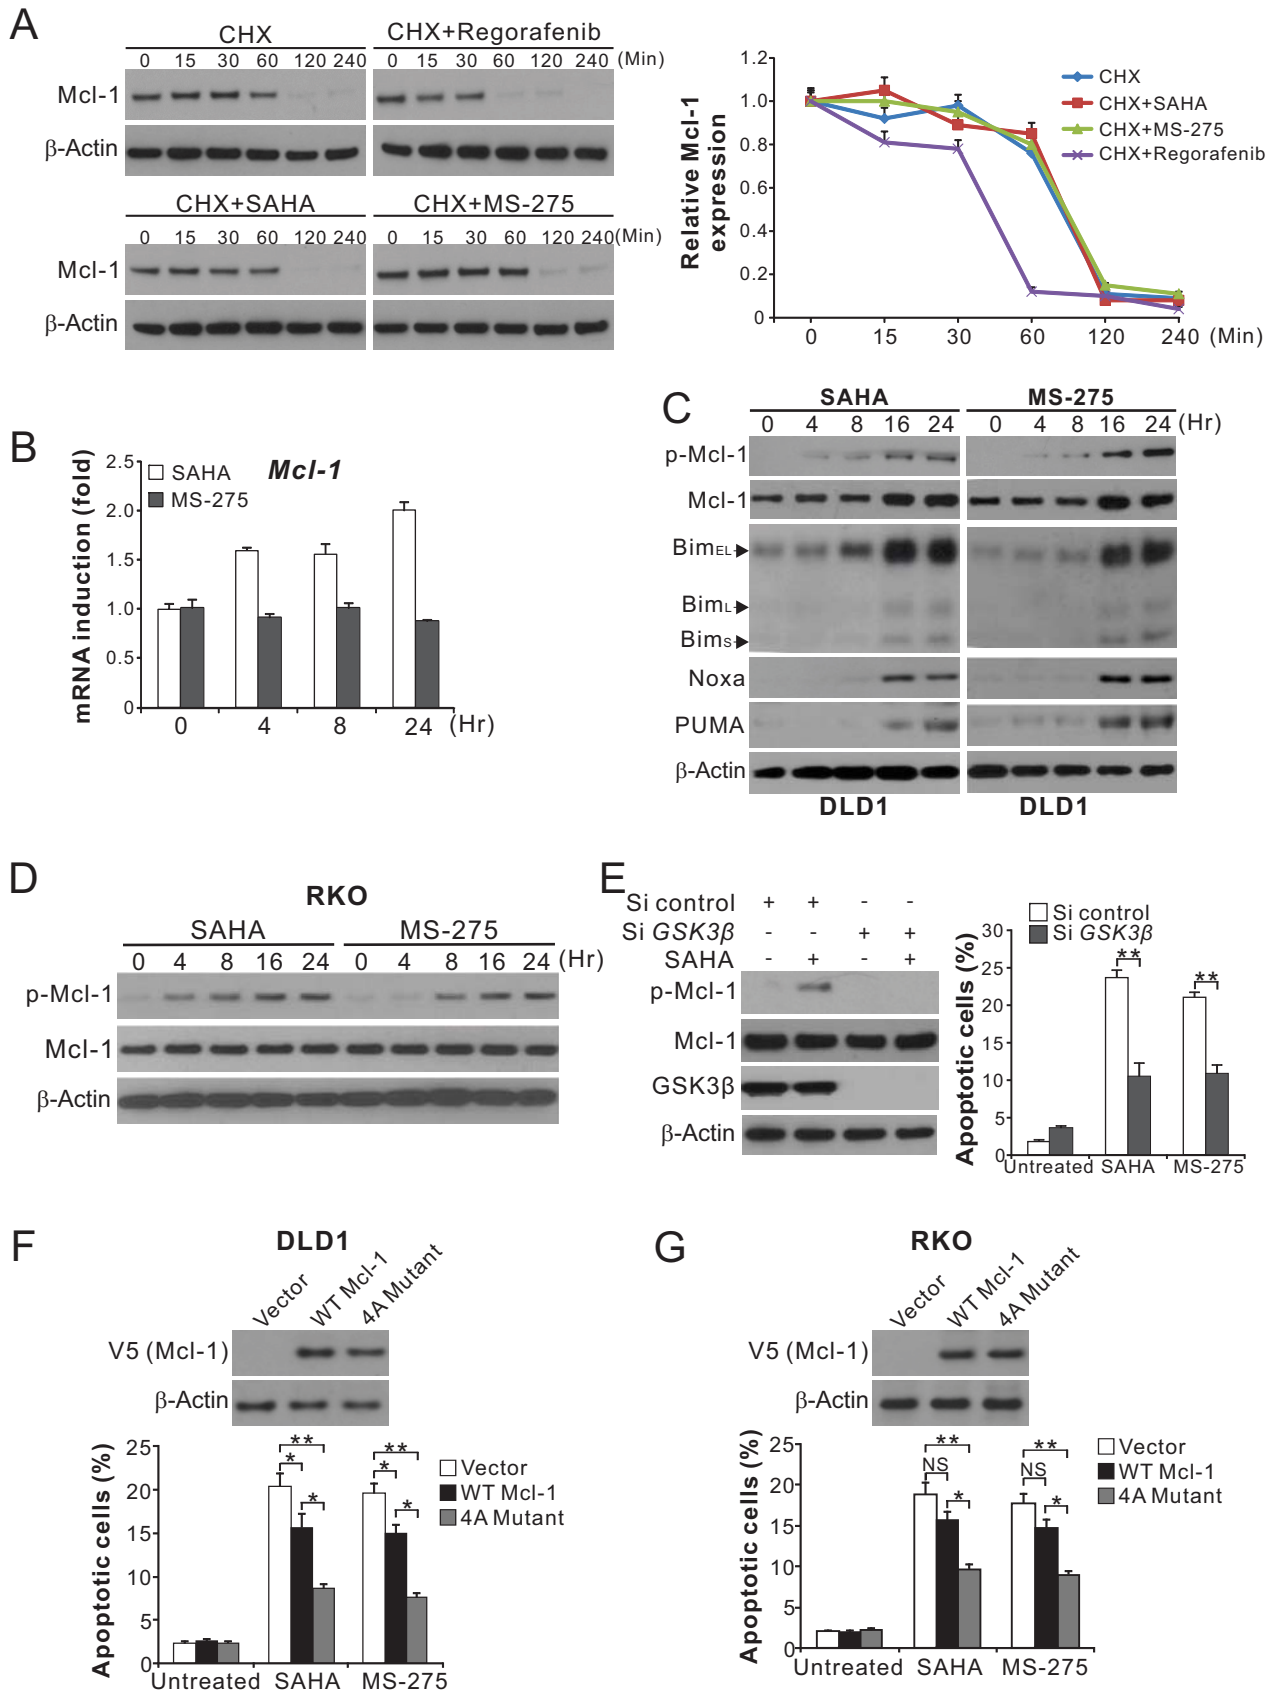 A
CHX
CHX+Regorafenib
0 15 30 60 120 240
0 15 30 60 120 240 (Min)
Mcl-1
β-Actin
CHX+SAHA
CHX+MS-275
0 15 30 60 120 240
0 15 30 60 120 240(Min)
Mcl-1
β-Actin
Relative Mcl-1
expression
1.2
1.0
0.8
0.6
0.4
0.2
0
0 15 30 60 120 240 (Min)
CHX
CHX+SAHA
CHX+MS-275
CHX+Regorafenib
B
mRNA induction (fold)
2.5
2.0
1.5
1.0
0.5
0
SAHA
MS-275
Mcl-1
0 4 8 24 (Hr)
C
SAHA
MS-275
0 4 8 16 24
0 4 8 16 24 (Hr)
p-Mcl-1
Mcl-1
BimEL
BimL
BimS
Noxa
PUMA
β-Actin
DLD1
DLD1
D
RKO
SAHA
MS-275
0 4 8 16 24
0 4 8 16 24 (Hr)
p-Mcl-1
Mcl-1
β-Actin
E
Si control + + - -
Si GSK3β - - + +
SAHA - + - +
p-Mcl-1
Mcl-1
GSK3β
β-Actin
Apoptotic cells (%)
30
25
20
15
10
5
0
Si control
Si GSK3β
**
**
Untreated SAHA MS-275
F
DLD1
Vector
WT Mcl-1
4A Mutant
V5 (Mcl-1)
β-Actin
Apoptotic cells (%)
25
20
15
10
5
0
**
*
*
**
*
*
Vector
WT Mcl-1
4A Mutant
Untreated SAHA MS-275
G
RKO
Vector
WT Mcl-1
4A Mutant
V5 (Mcl-1)
β-Actin
Apoptotic cells (%)
25
20
15
10
5
0
**
NS
*
**
NS
*
Vector
WT Mcl-1
4A Mutant
Untreated SAHA MS-275